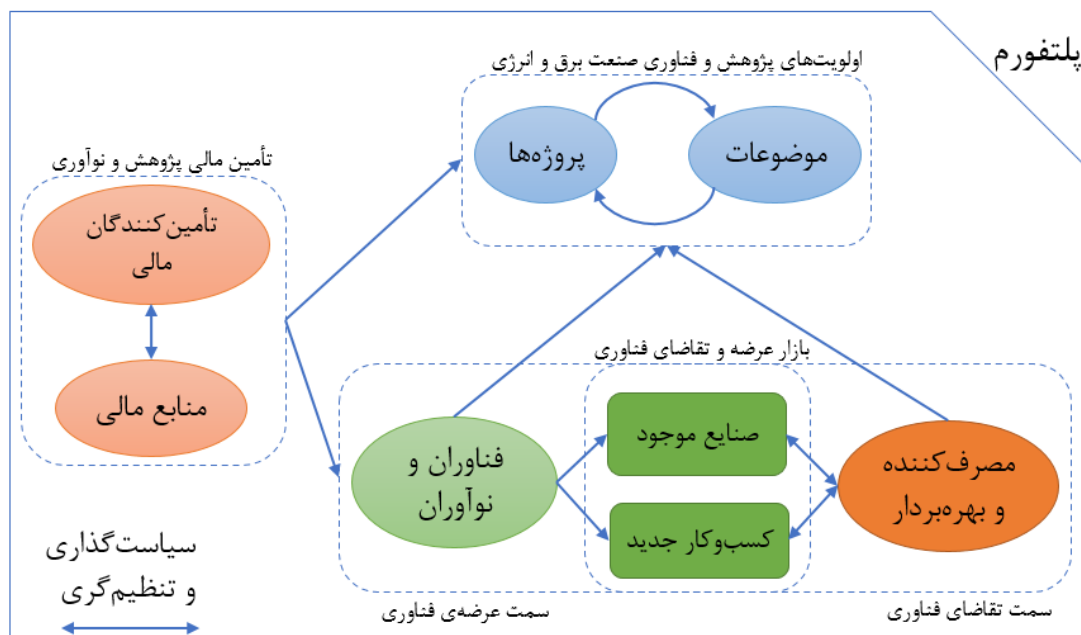 پلتفورم
اولویت‌های پژوهش و فناوری صنعت برق و انرژی
موضوعات
پروژه‌ها
تأمین مالی پژوهش و نوآوری
تأمین‌کنندگان
مالی
منابع مالی
بازار عرضه و تقاضای فناوری
صنایع موجود
کسب‌وکار جدید
مصرف‌کننده
و بهره‌بردار
فناوران و
نوآوران
سمت تقاضای فناوری
سمت عرضه‌ی فناوری
سیاست‌گذاری
و تنظیم‌گری